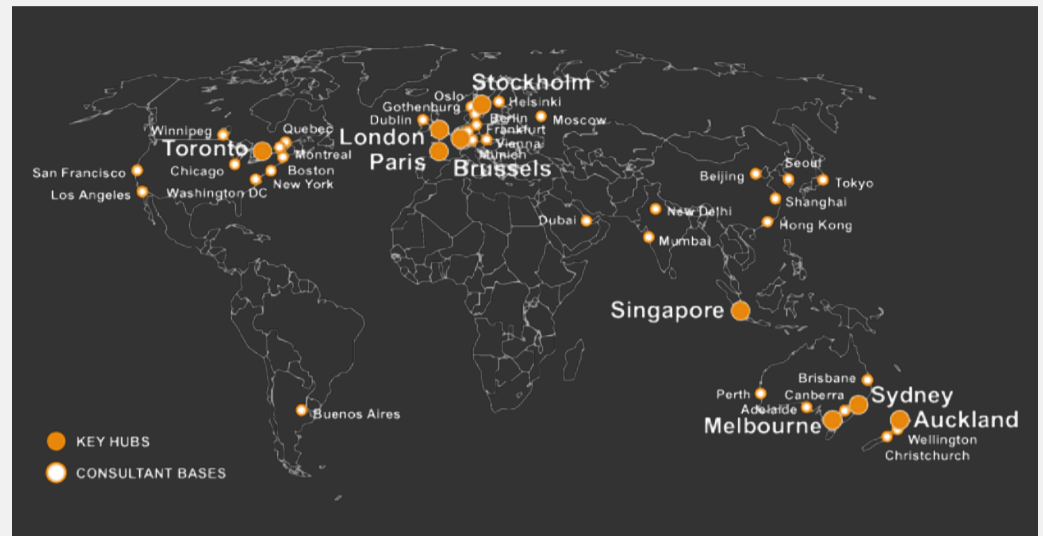 Stockholm
Oslo
Helsinki
Gothenburg
Dublin
Berlin
Moscow
Winnipeg
Quebec
London
Frankfurt
Toronto
Vienna
Montreal
Munich
Paris
Brussels
Chicago
Boston
San Francisco
New York
Los Angeles
Washington DC
Seoul
Beijing
Tokyo
Shanghai
New Delhi
Dubai
Hong Kong
Mumbai
Singapore
Brisbane
Perth
Canberra
Sydney
Adelaide
Buenos Aires
Melbourne
Auckland
Wellington
Christchurch
KEY HUBS
CONSULTANT BASES